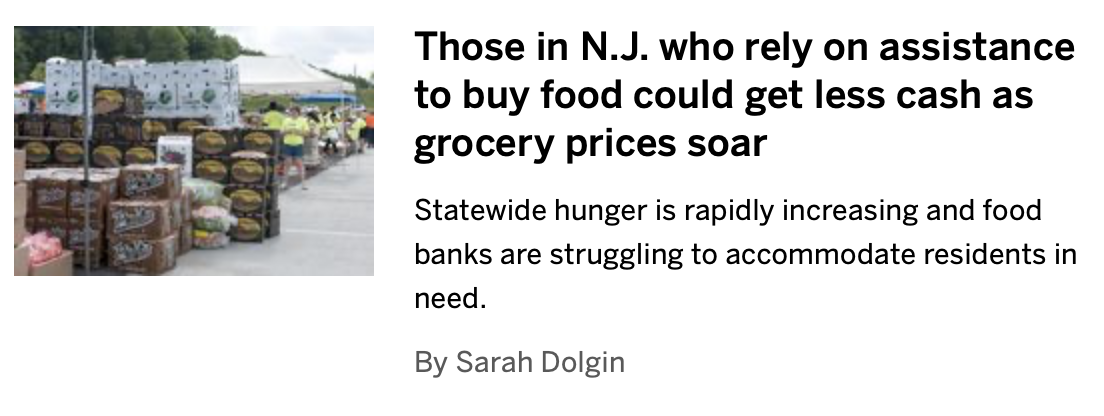 Those in N.J. who rely on assistance
to buy food could get less cash as
grocery prices soar
Statewide hunger is rapidly increasing and food
banks are struggling to accommodate residents in
need.
By Sarah Dolgin